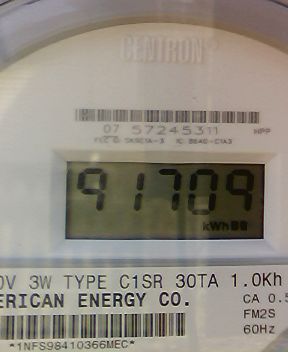 CENTRON
07 57245311
HPP
91709
kWh
0V 3W TYPE C1SR 30TA 1.0Kh
ERICAN ENERGY CO.
CA 0.5
FM2S
60Hz
*1NFS98410366MEC*